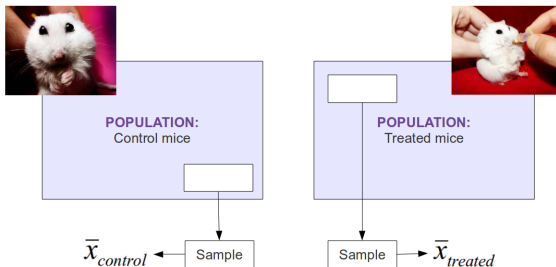 POPULATION:
Control mice
POPULATION:
Treated mice
x̅control
Sample
Sample
x̅treated